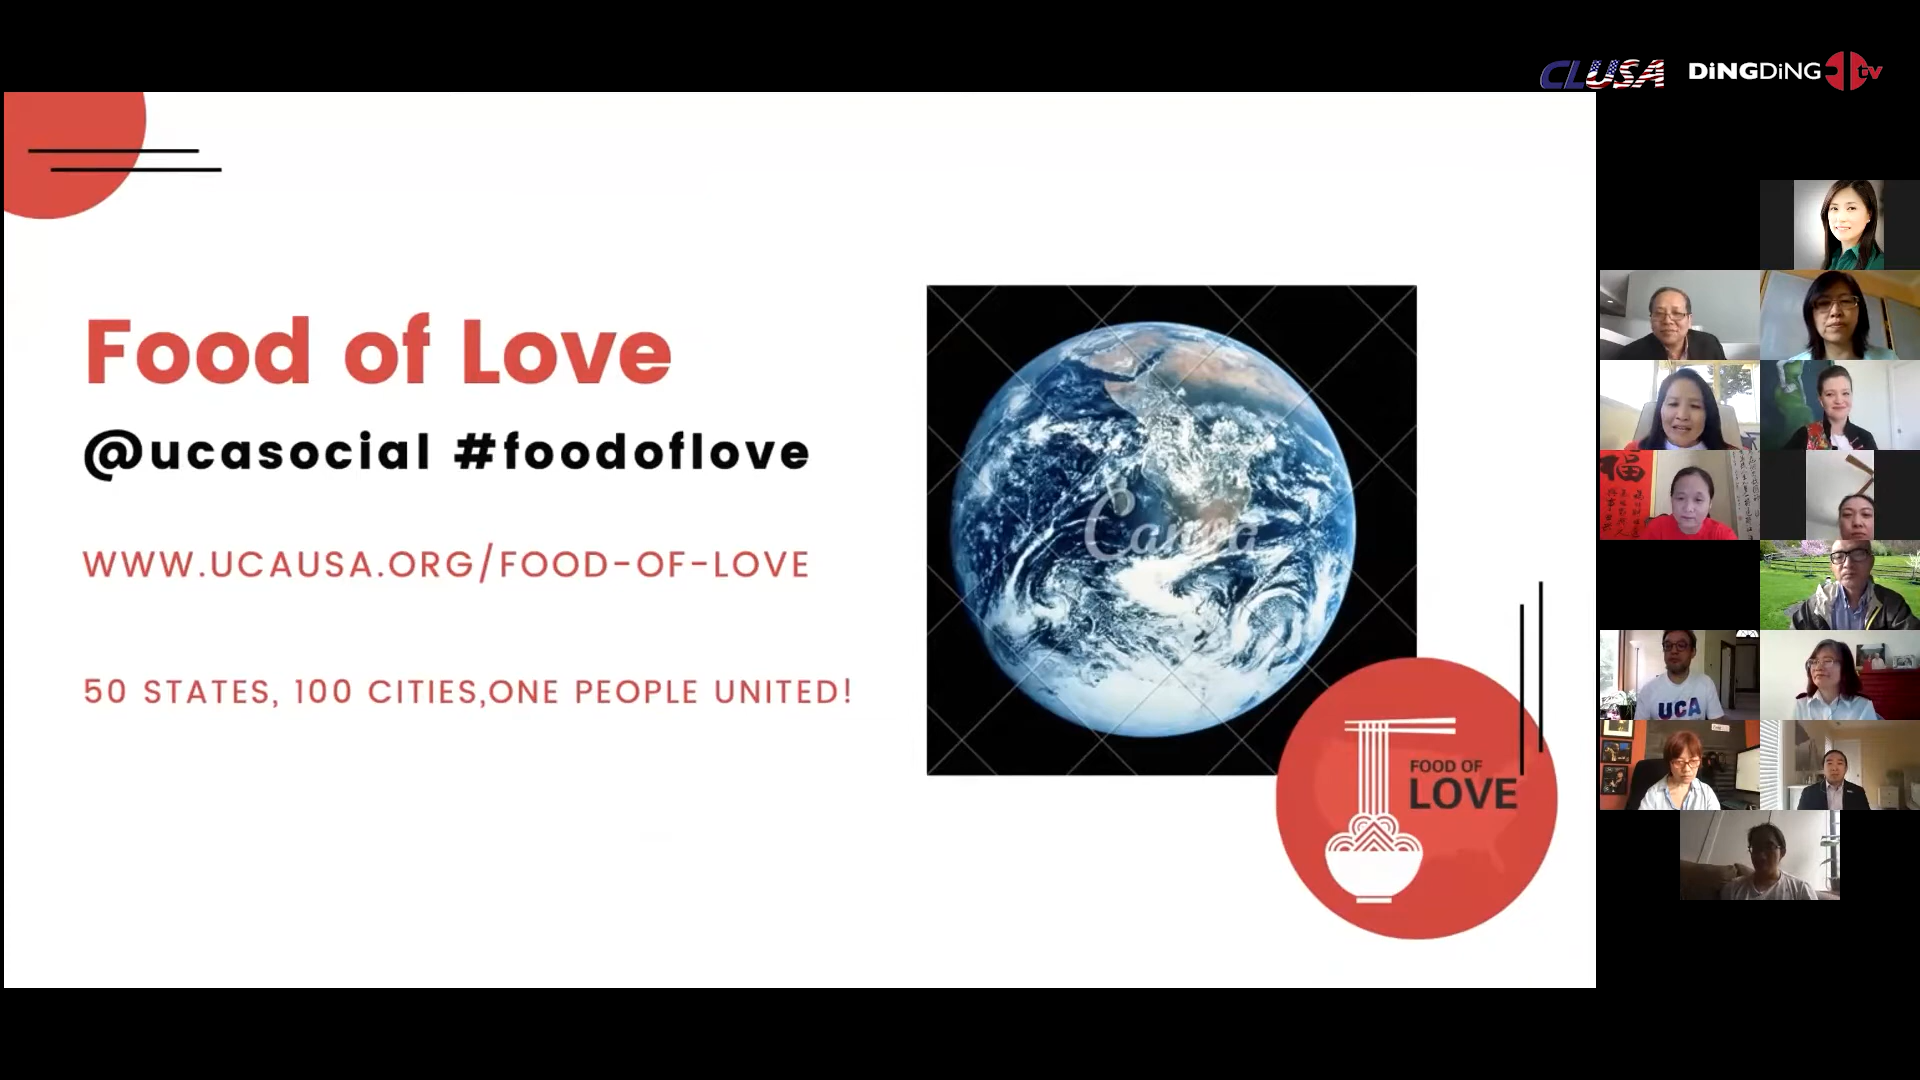 CLUSA DiNGDiNG tv
Food of Love
@ucasocial #foodoflove
WWW.UCAUSA.ORG/FOOD-OF-LOVE
50 STATES, 100 CITIES,ONE PEOPLE UNITED!
Canva
FOOD OF
LOVE
福
UCA